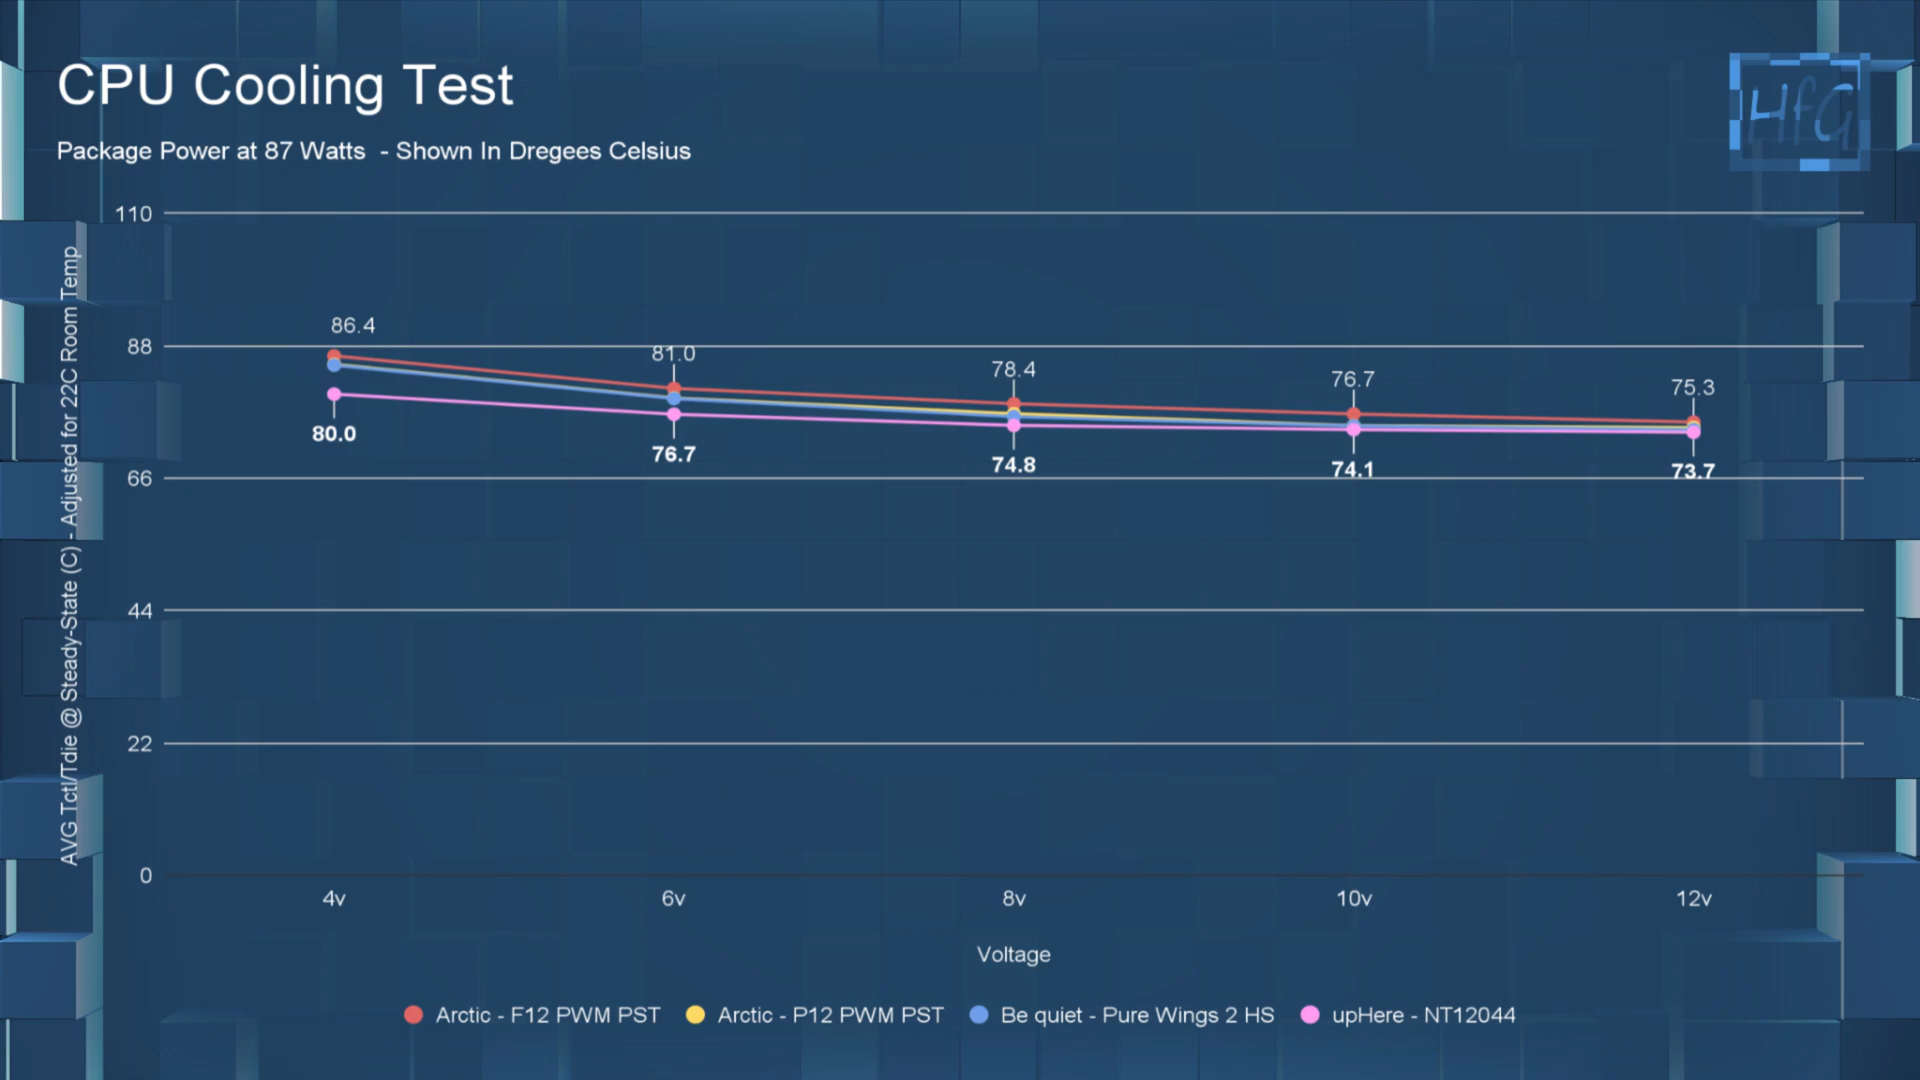 CPU Cooling Test
HfG
Package Power at 87 Watts - Shown In Dregees Celsius
AVG Tctl/Tdie @ Steady-State (C) - Adjusted for 22C Room Temp
110
88
66
44
22
0
86.4
81.0
78.4
76.7
75.3
80.0
76.7
74.8
74.1
73.7
4v
6v
8v
10v
12v
Voltage
Arctic - F12 PWM PST
Arctic - P12 PWM PST
Be quiet - Pure Wings 2 HS
upHere - NT12044